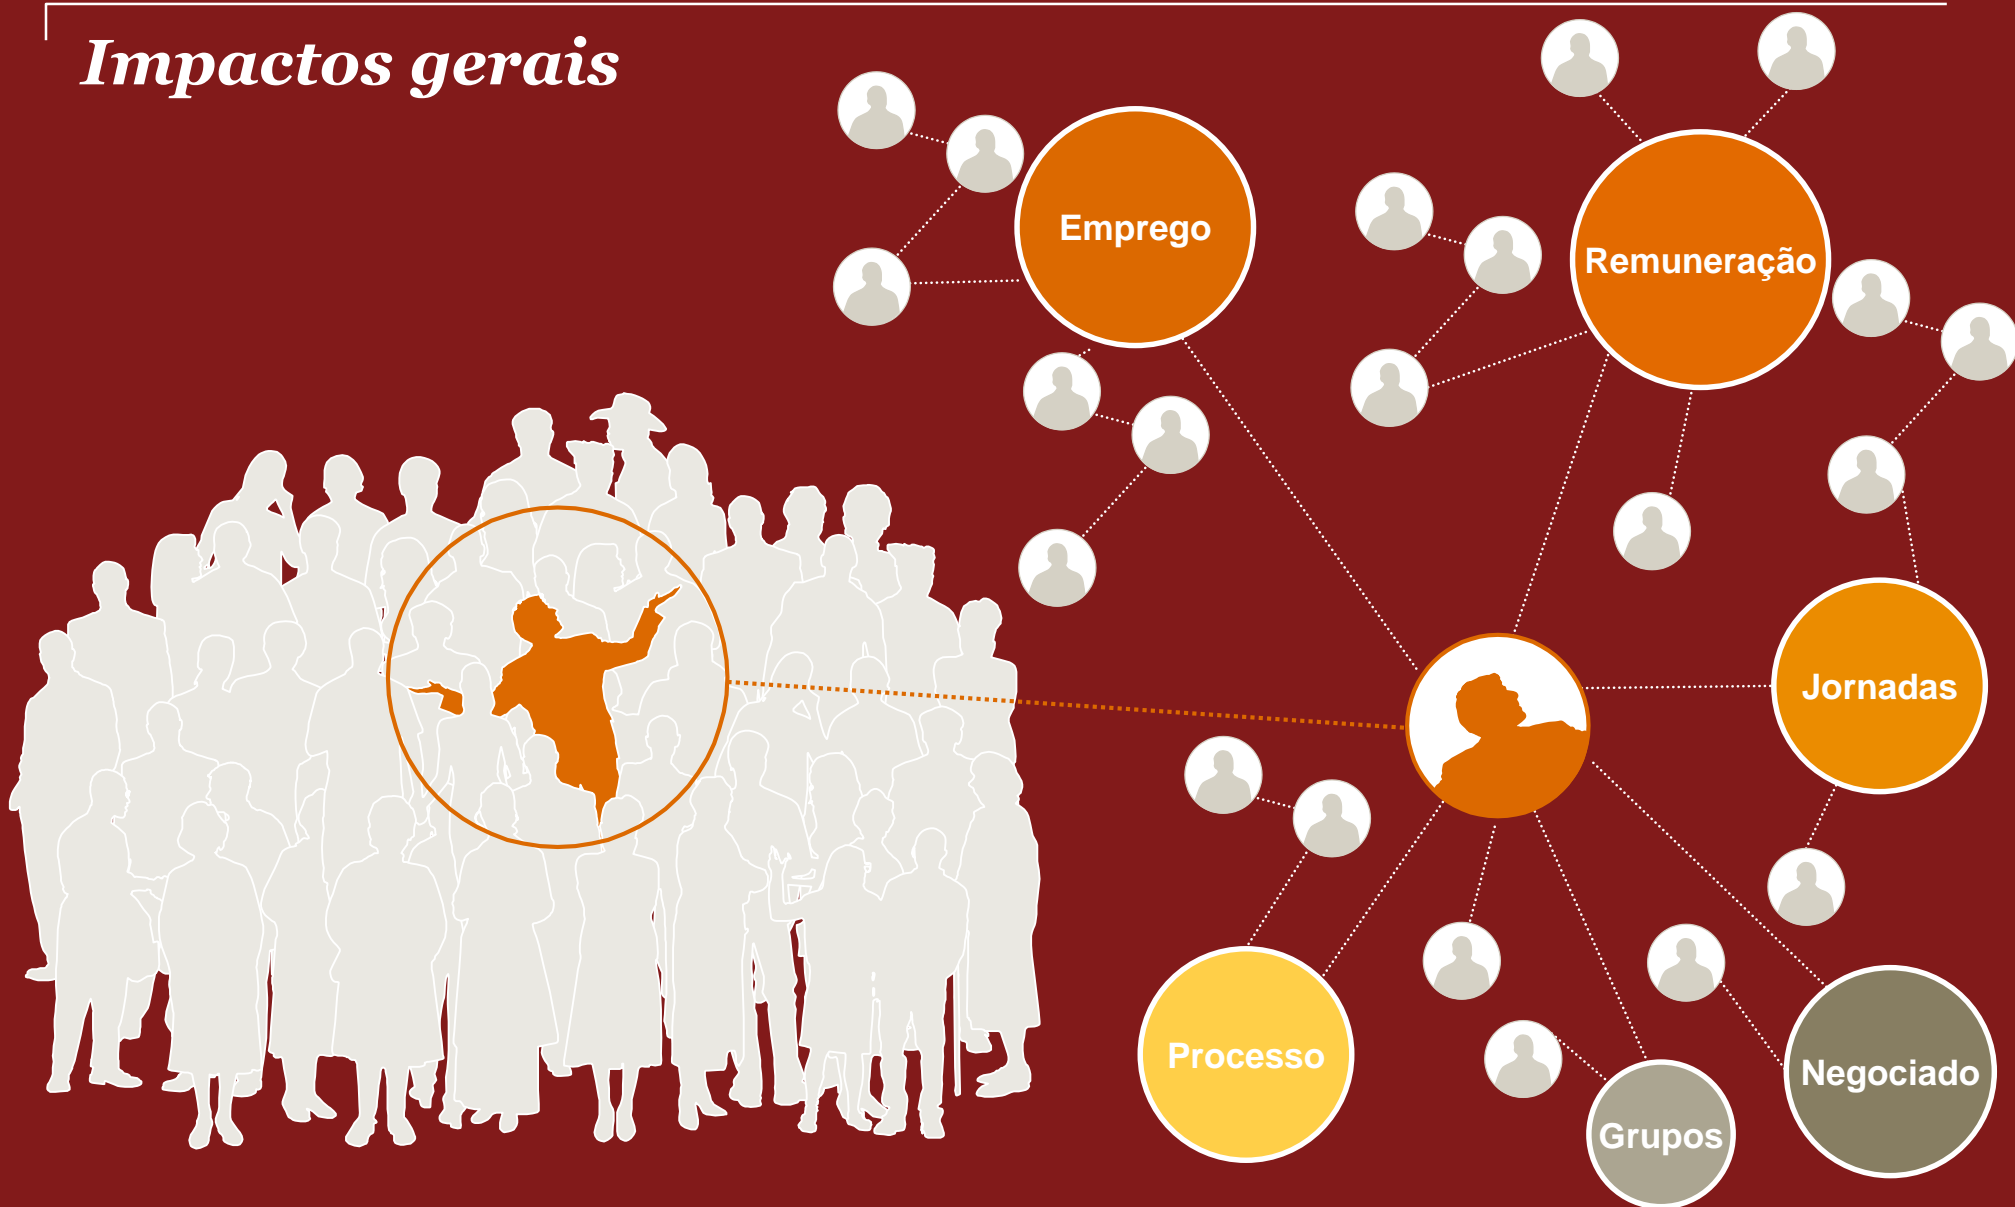 Impactos gerais
Emprego
Remuneração
Jornadas
Processo
Negociado
Grupos